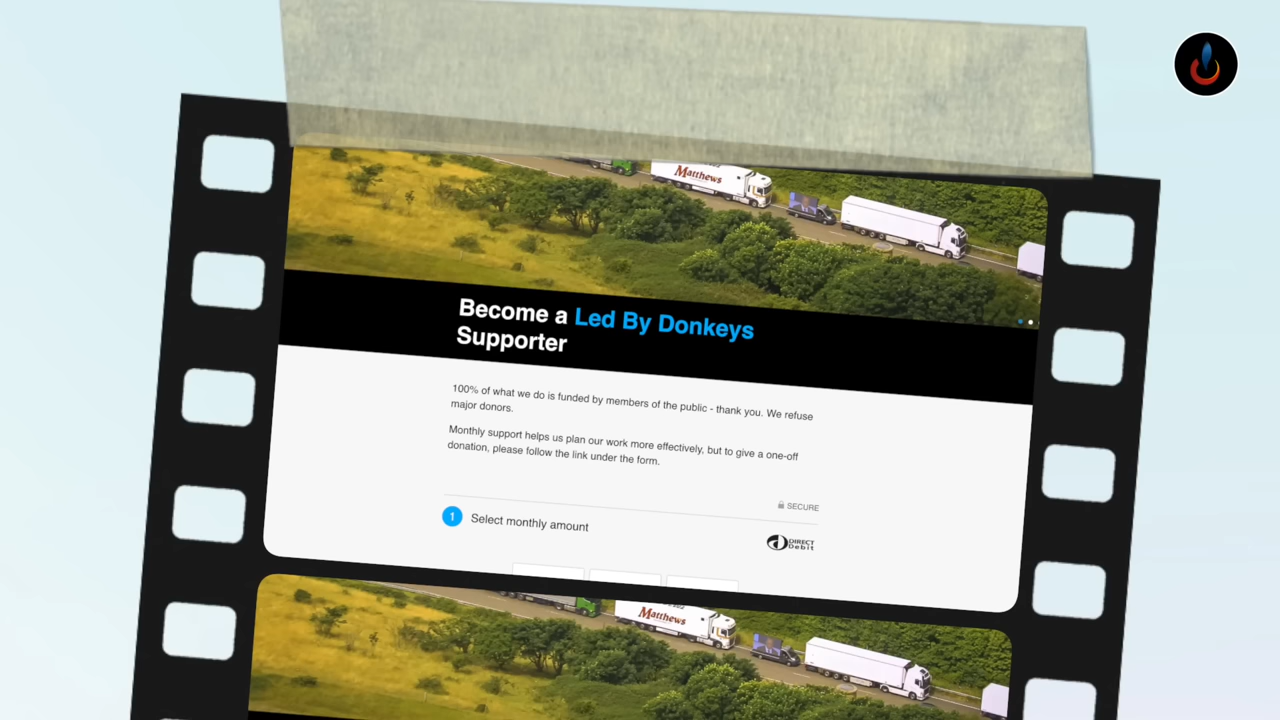 Matthews
Become a Led By Donkeys
Supporter
100% of what we do is funded by members of the public - thank you. We refuse
major donors.
Monthly support helps us plan our work more effectively, but to give a one-off
donation, please follow the link under the form.
SECURE
1 Select monthly amount
DIRECT
Debit
Matthews